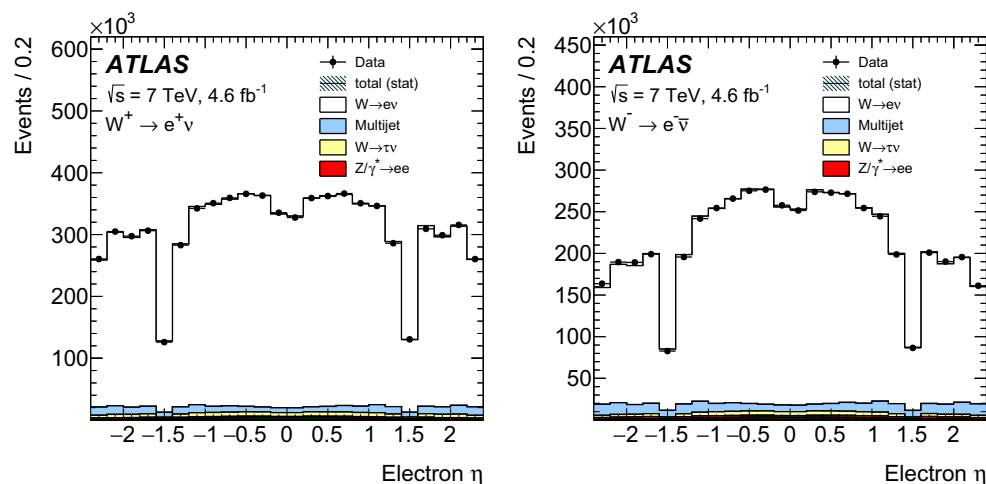 ×10³
Events / 0.2
600
500
400
300
200
100
ATLAS
√s = 7 TeV, 4.6 fb⁻¹
W⁺ → e⁺ν
Data
total (stat)
W→eν
Multijet
W→τν
Z/γ*→ee
−2 −1.5 −1 −0.5 0 0.5 1 1.5 2
Electron η
×10³
Events / 0.2
450
400
350
300
250
200
150
100
50
ATLAS
√s = 7 TeV, 4.6 fb⁻¹
W⁻ → e⁻ν̅
Data
total (stat)
W→eν
Multijet
W→τν
Z/γ*→ee
−2 −1.5 −1 −0.5 0 0.5 1 1.5 2
Electron η